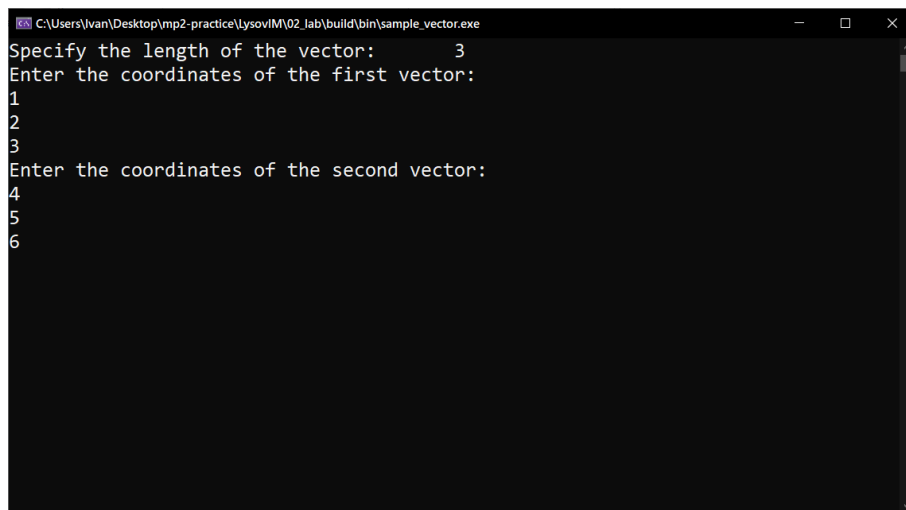 C:\Users\Ivan\Desktop\mp2-practice\LysovIM\02_lab\build\bin\sample_vector.exe
Specify the length of the vector:       3
Enter the coordinates of the first vector:
1
2
3
Enter the coordinates of the second vector:
4
5
6